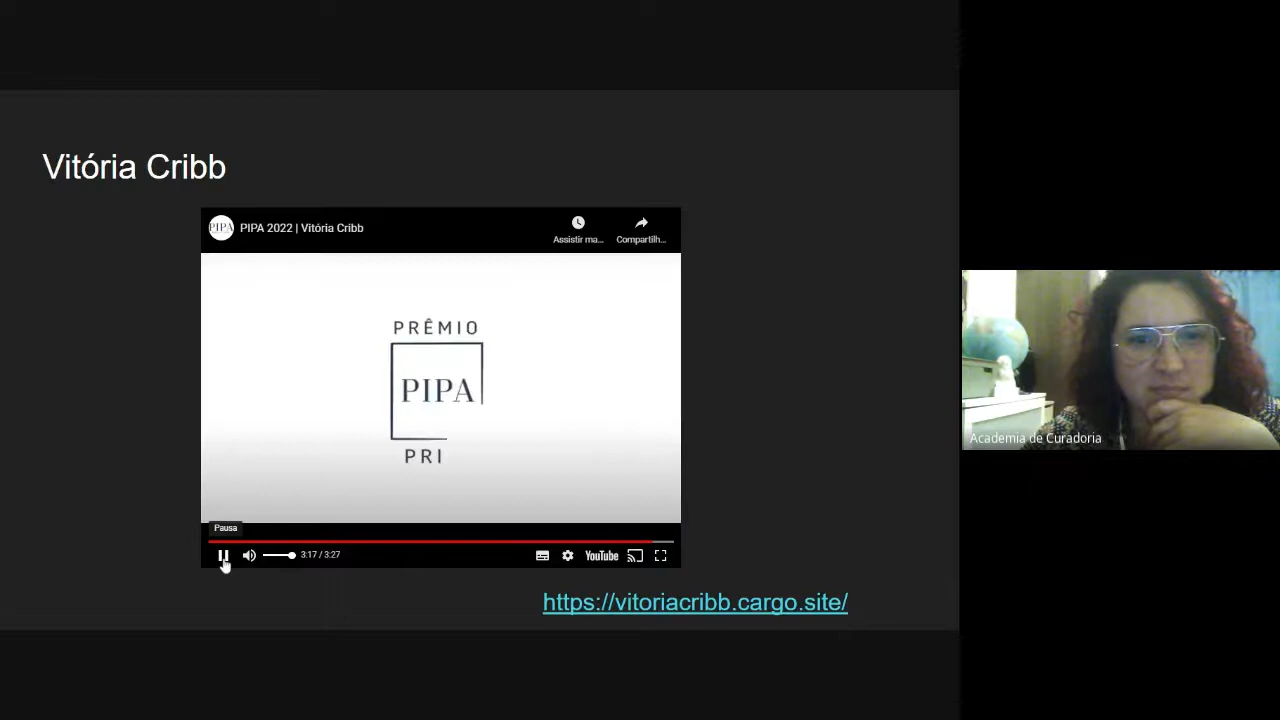 Vitória Cribb
PIPA
PIPA 2022 | Vitória Cribb
Assistir ma...
Compartilh...
PRÊMIO
PIPA
PRI
Pausa
3:17 / 3:27
YouTube
https://vitoriacribb.cargo.site/
Academia de Curadoria